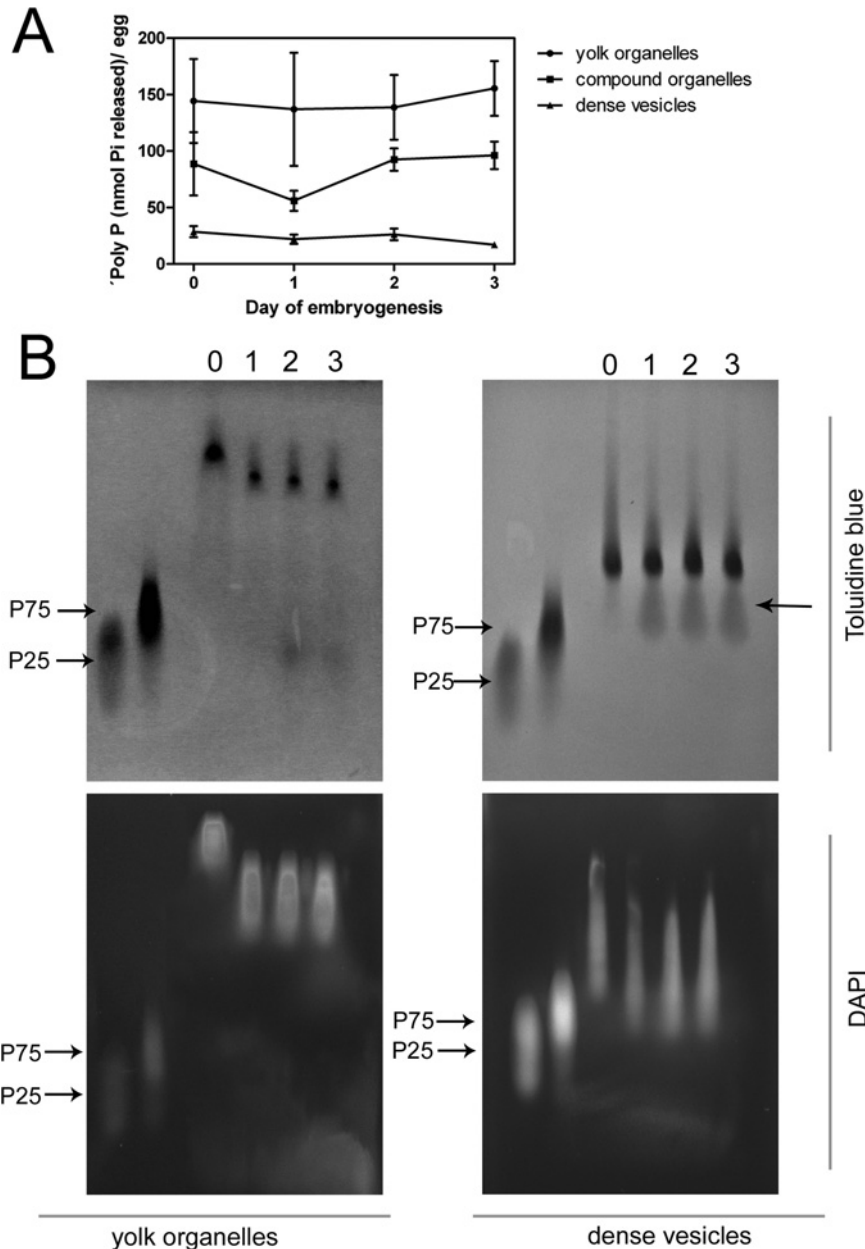 A
´Poly P (nmol Pi released)/ egg
200
150
100
50
0
0 1 2 3
Day of embryogenesis
yolk organelles
compound organelles
dense vesicles
B
0 1 2 3
P75
P25
0 1 2 3
P75
P25
Toluidine blue
P75
P25
P75
P25
DAPI
yolk organelles
dense vesicles